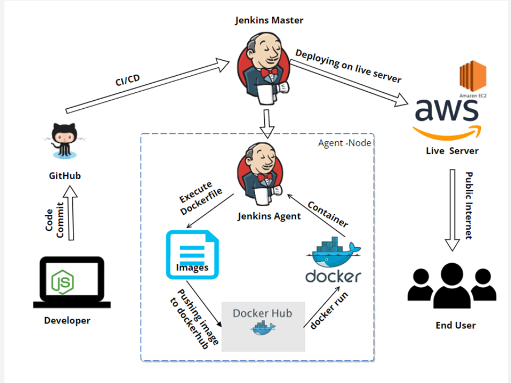 Jenkins Master
CI/CD
Deploying on live server
Amazon EC2
aws
Live Server
GitHub
Agent -Node
Jenkins Agent
Execute
Dockerfile
Container
Code
Commit
Public Internet
Images
docker
JS
Pushing image
to dockerhub
Docker Hub
docker run
Developer
End User